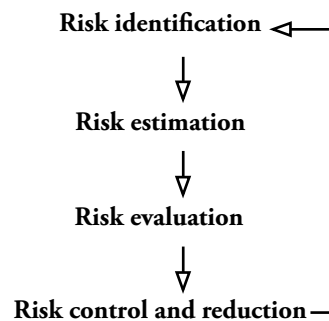 Risk identification
Risk estimation
Risk evaluation
Risk control and reduction